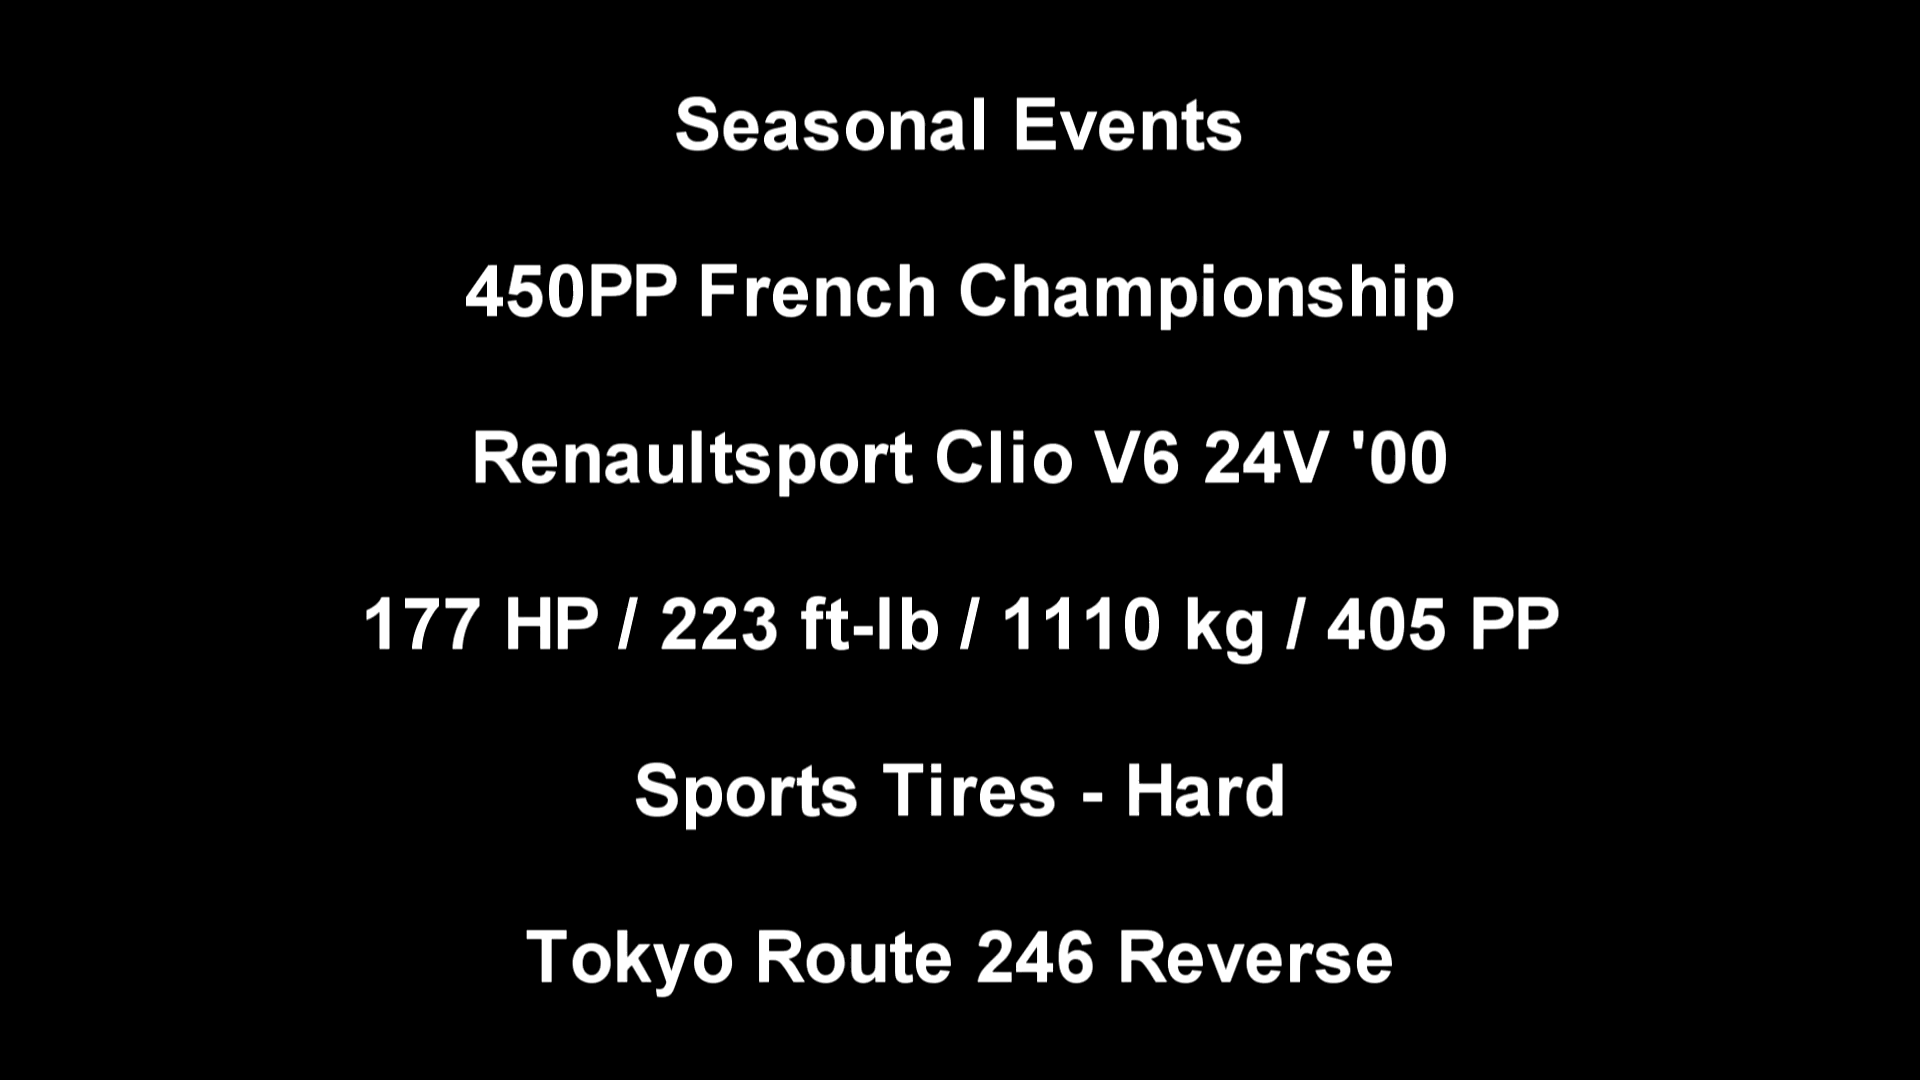 Seasonal Events
450PP French Championship
Renaultsport Clio V6 24V '00
177 HP / 223 ft-lb / 1110 kg / 405 PP
Sports Tires - Hard
Tokyo Route 246 Reverse